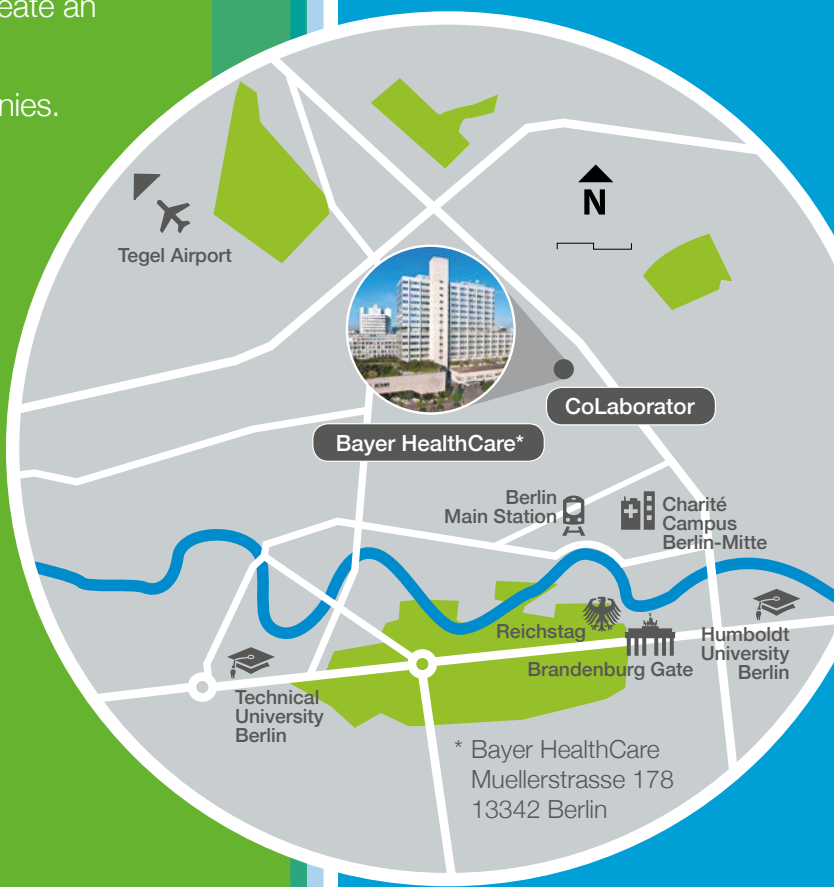 eate an
nies.
N
Tegel Airport
CoLaborator
Bayer HealthCare*
Berlin
Main Station
Charité
Campus
Berlin-Mitte
Reichstag
Brandenburg Gate
Humboldt
University
Berlin
Technical
University
Berlin
* Bayer HealthCare
Muellerstrasse 178
13342 Berlin